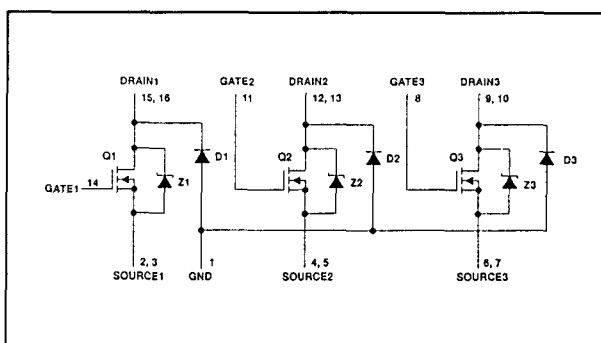 DRAIN1 GATE2 DRAIN2 GATE3 DRAIN3
15, 16 11 12, 13 8 9, 10
Q1 D1 Q2 D2 Q3 D3
GATE1 14 Z1 Z2 Z3
2, 3 1 4, 5 6, 7
SOURCE1 GND SOURCE2 SOURCE3